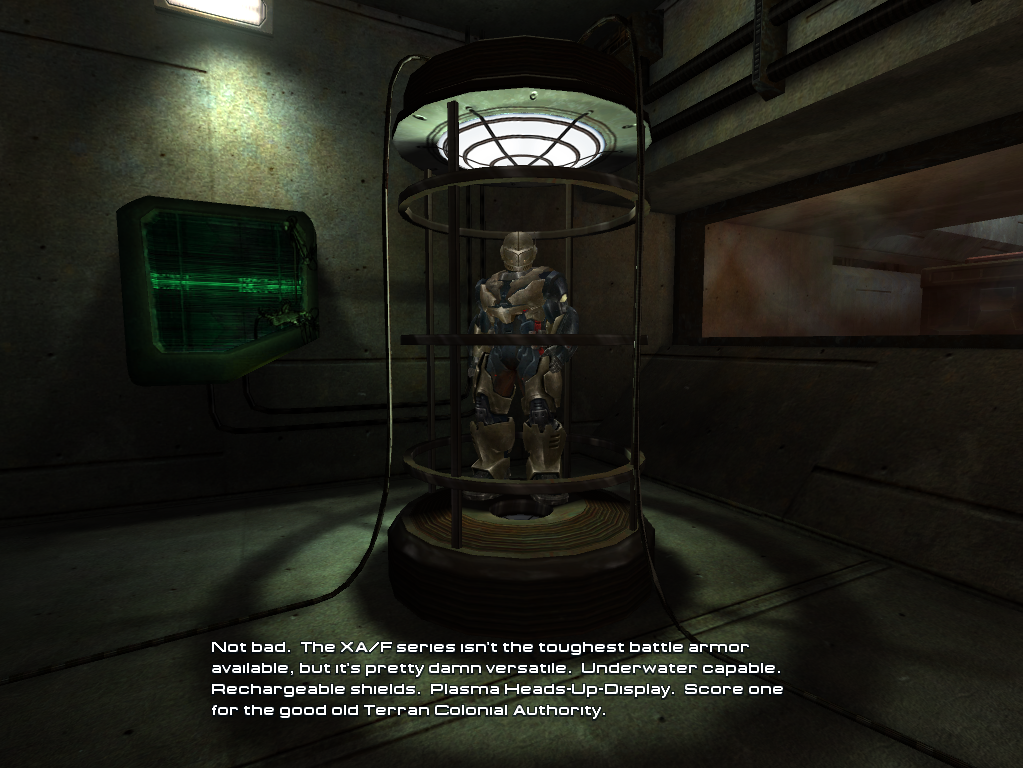 Not bad.  The XA/F series isn't the toughest battle armor
available, but it's pretty damn versatile.  Underwater capable.
Rechargeable shields.  Plasma Heads-Up-Display.  Score one
for the good old Terran Colonial Authority.